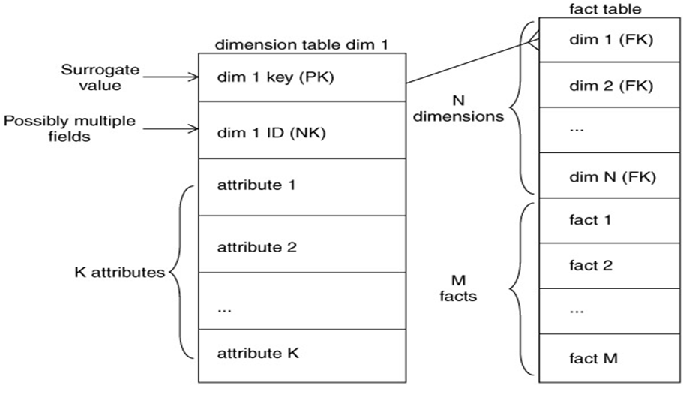 fact table
dimension table dim 1
Surrogate
value
dim 1 key (PK)
Possibly multiple
fields
dim 1 ID (NK)
attribute 1
attribute 2
...
attribute K
K attributes
N
dimensions
dim 1 (FK)
dim 2 (FK)
...
dim N (FK)
M
facts
fact 1
fact 2
...
fact M